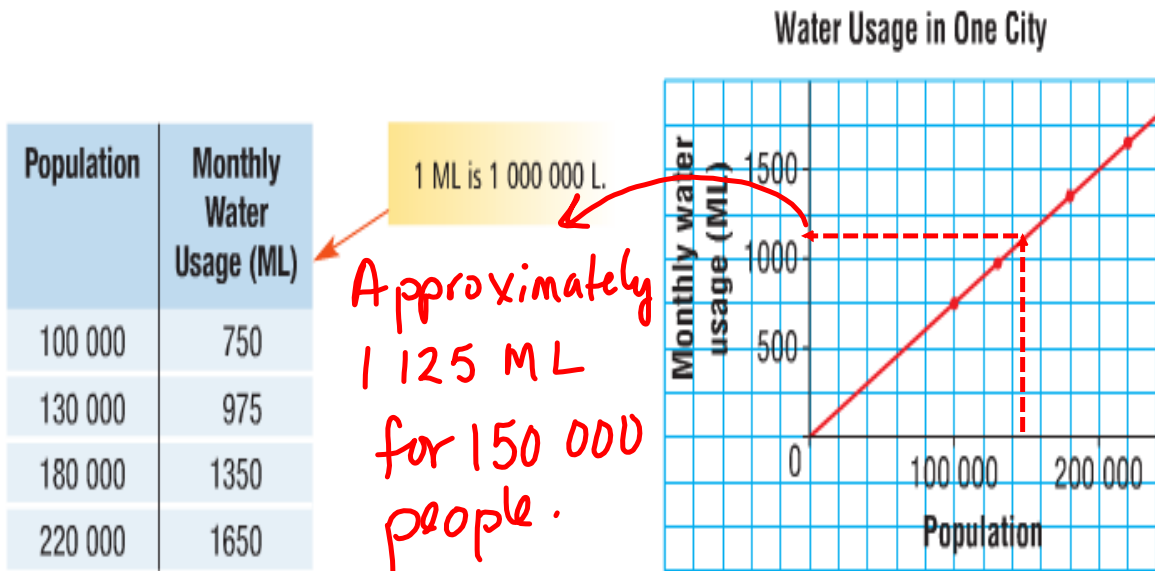 Water Usage in One City
Population
Monthly
Water
Usage (ML)
100 000
750
130 000
975
180 000
1350
220 000
1650
1 ML is 1 000 000 L.
Approximately
1 125 ML
for 150 000
people.
Monthly water
usage (ML)
1500
1000
500
0
100 000
200 000
Population